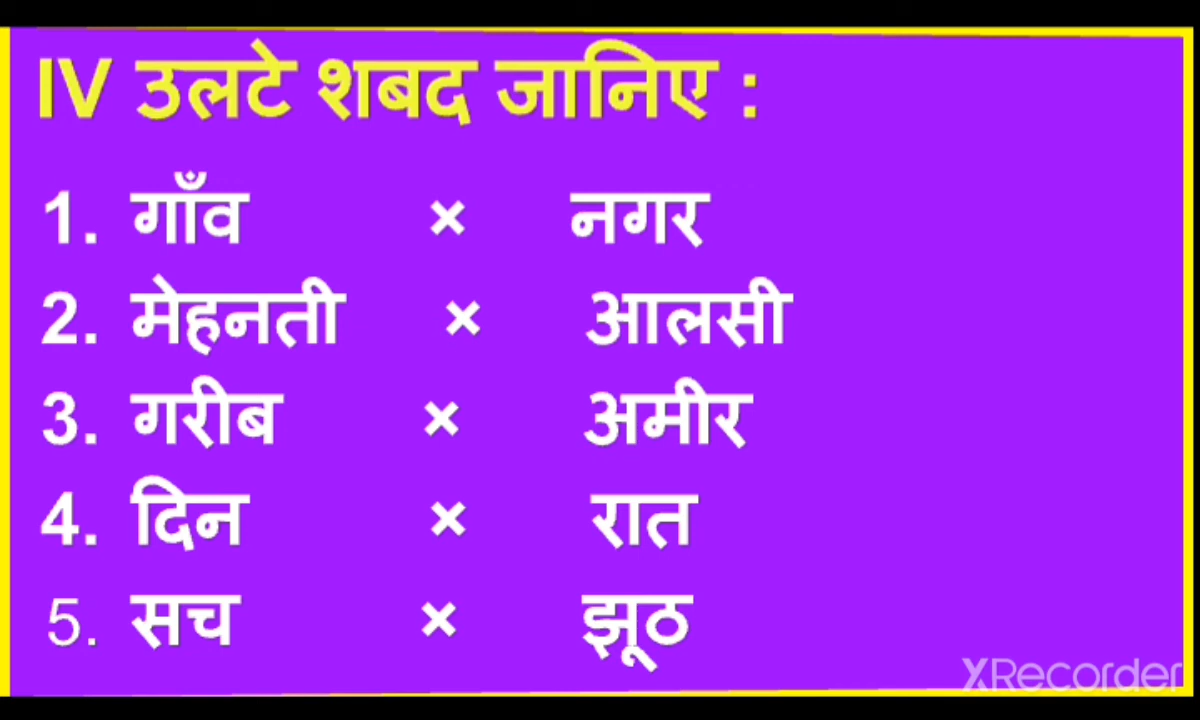 IV उलटे शबद जानिए :
1. गाँव × नगर
2. मेहनती × आलसी
3. गरीब × अमीर
4. दिन × रात
5. सच × झूठ
XRecorder